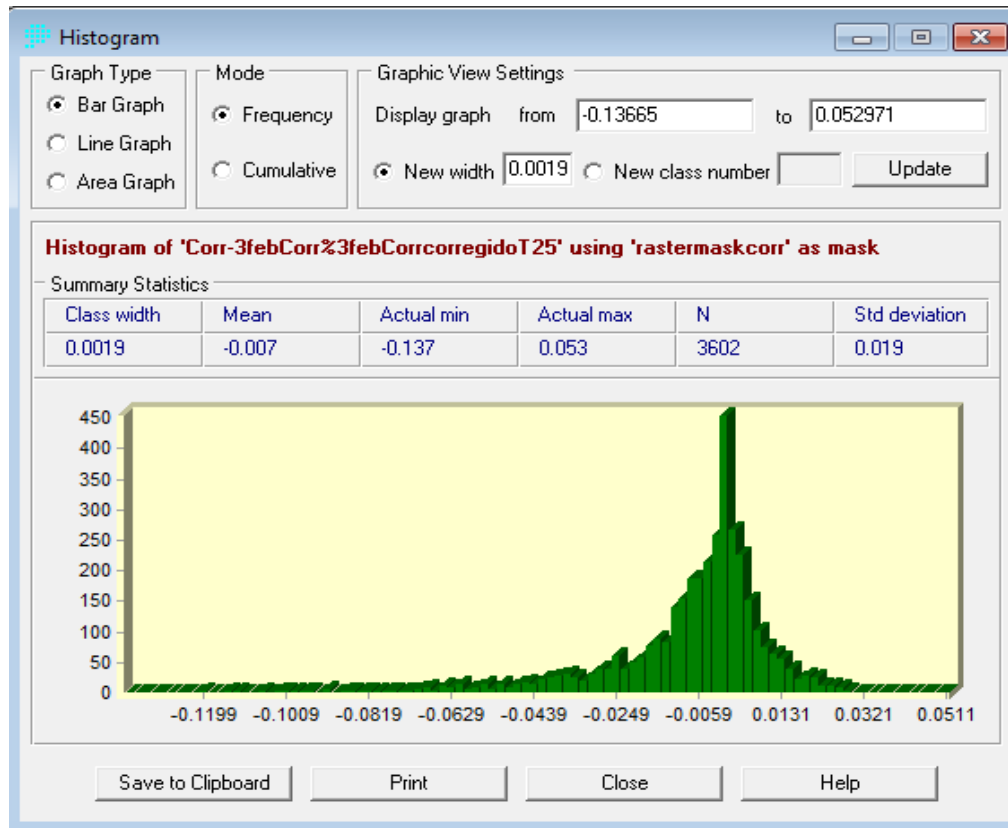 Histogram
Graph Type
Bar Graph
Line Graph
Area Graph
Mode
Frequency
Cumulative
Graphic View Settings
Display graph from -0.13665 to 0.052971
New width 0.0019 New class number Update
Histogram of 'Corr-3febCorr%3febCorrcorregidoT25' using 'rastermaskcorr' as mask
Summary Statistics
Class width Mean Actual min Actual max N Std deviation
0.0019 -0.007 -0.137 0.053 3602 0.019
450
400
350
300
250
200
150
100
50
0
-0.1199 -0.1009 -0.0819 -0.0629 -0.0439 -0.0249 -0.0059 0.0131 0.0321 0.0511
Save to Clipboard Print Close Help